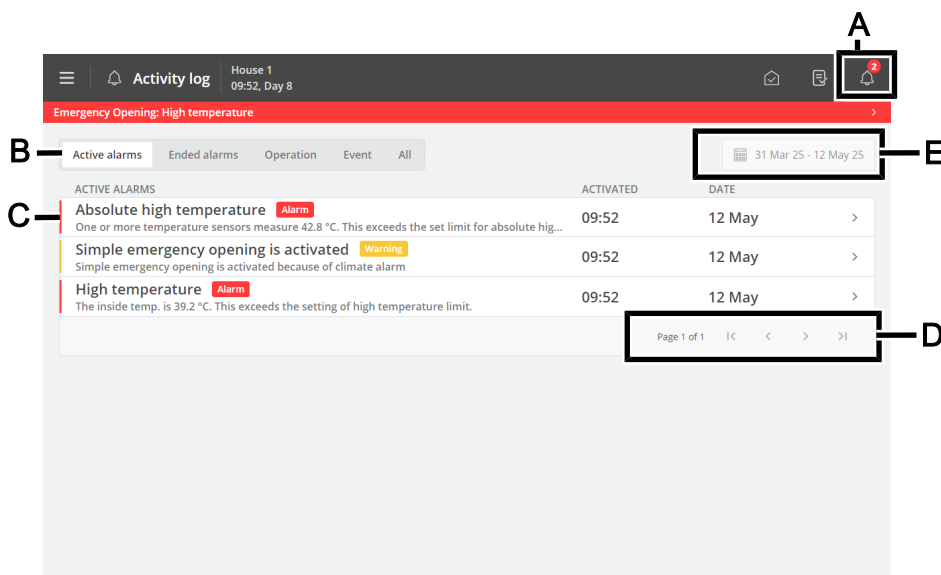 A
Activity log
House 1
09:52, Day 8
2
Emergency Opening: High temperature
B
Active alarms Ended alarms Operation Event All
31 Mar 25 - 12 May 25
E
ACTIVE ALARMS ACTIVATED DATE
C
Absolute high temperature Alarm
One or more temperature sensors measure 42.8 °C. This exceeds the set limit for absolute hig...
09:52 12 May
Simple emergency opening is activated Warning
Simple emergency opening is activated because of climate alarm
09:52 12 May
High temperature Alarm
The inside temp. is 39.2 °C. This exceeds the setting of high temperature limit.
09:52 12 May
Page 1 of 1
D